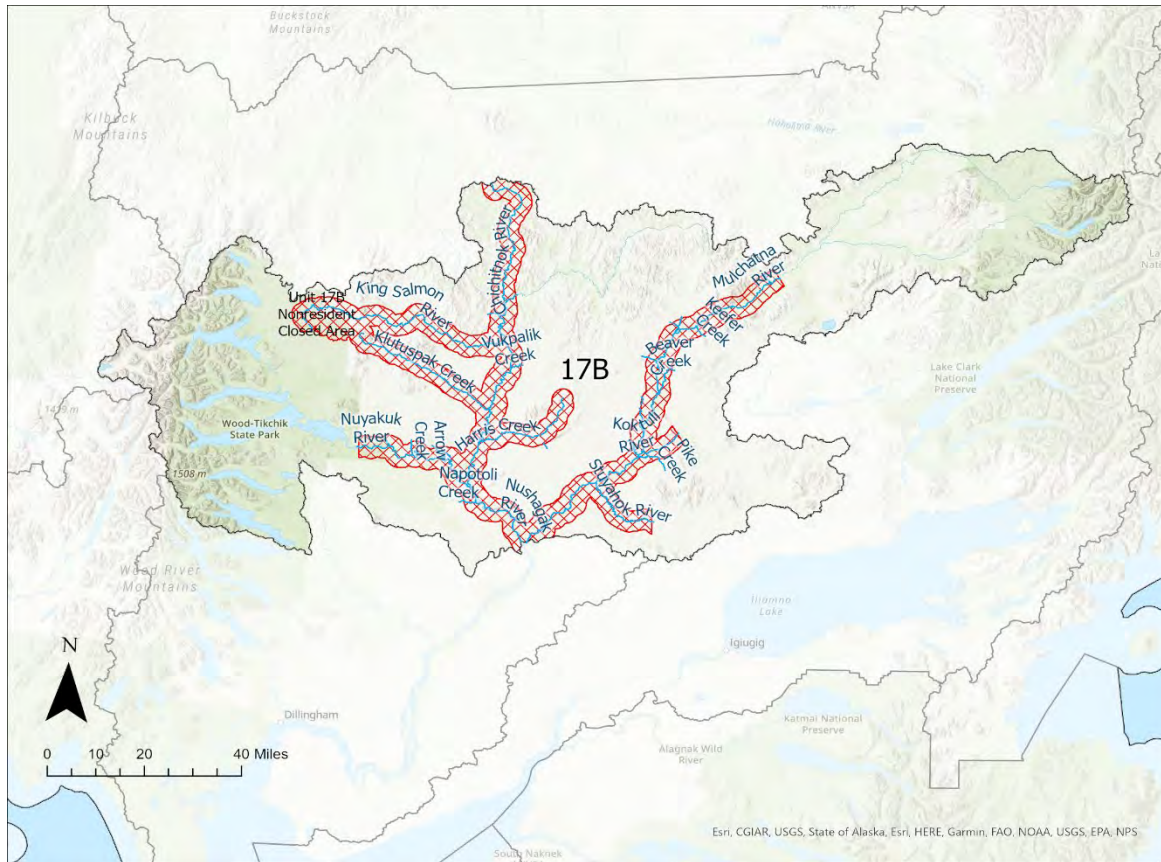 Buckstock
Mountains
Kilbuck
Mountains
Hoholitna River
Chichitnok River
Mulchatna
River
King Salmon
River
Unit 17B
Nonresident
Closed Area
Keefer
Creek
Vukpalik
Creek
Beaver
Creek
Klutuspak Creek
17B
Lake Clark
National
Preserve
1479 m
Wood-Tikchik
State Park
Nuyakuk
River
Arrow
Creek
Harris Creek
Koktuli
River
Pike
Creek
1508 m
Napotoli
Creek
Nushagak
River
Stuyahok River
Wood River
Mountains
Iliamna
Lake
Igiugig
N
Dillingham
Katmai National
Preserve
Alagnak Wild
River
0 10 20 40 Miles
South Naknek
Esri, CGIAR, USGS, State of Alaska, Esri, HERE, Garmin, FAO, NOAA, USGS, EPA, NPS